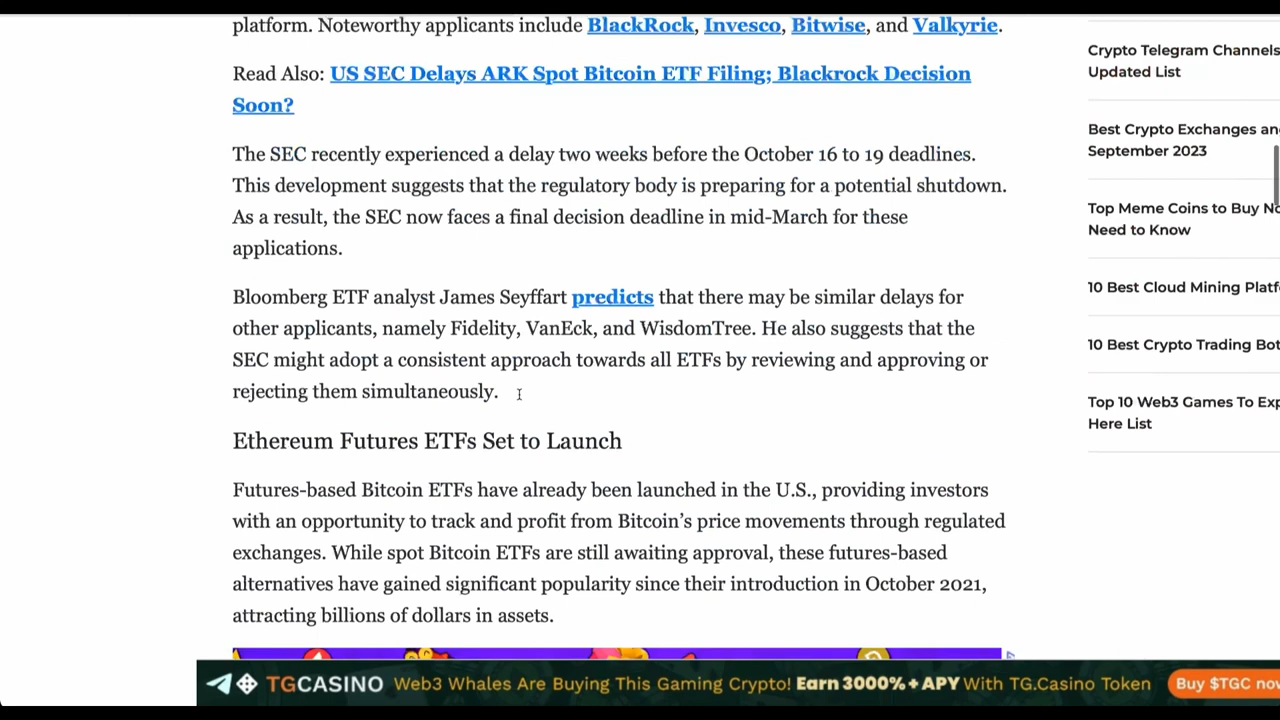 platform. Noteworthy applicants include BlackRock, Invesco, Bitwise, and Valkyrie.
Read Also: US SEC Delays ARK Spot Bitcoin ETF Filing; Blackrock Decision
Soon?
The SEC recently experienced a delay two weeks before the October 16 to 19 deadlines.
This development suggests that the regulatory body is preparing for a potential shutdown.
As a result, the SEC now faces a final decision deadline in mid-March for these
applications.
Bloomberg ETF analyst James Seyffart predicts that there may be similar delays for
other applicants, namely Fidelity, VanEck, and WisdomTree. He also suggests that the
SEC might adopt a consistent approach towards all ETFs by reviewing and approving or
rejecting them simultaneously.
Ethereum Futures ETFs Set to Launch
Futures-based Bitcoin ETFs have already been launched in the U.S., providing investors
with an opportunity to track and profit from Bitcoin's price movements through regulated
exchanges. While spot Bitcoin ETFs are still awaiting approval, these futures-based
alternatives have gained significant popularity since their introduction in October 2021,
attracting billions of dollars in assets.
Crypto Telegram Channels
Updated List
Best Crypto Exchanges an
September 2023
Top Meme Coins to Buy No
Need to Know
10 Best Cloud Mining Platf
10 Best Crypto Trading Bot
Top 10 Web3 Games To Exp
Here List
TGCASINO Web3 Whales Are Buying This Gaming Crypto! Earn 3000%+ APY With TG.Casino Token Buy $TGC now